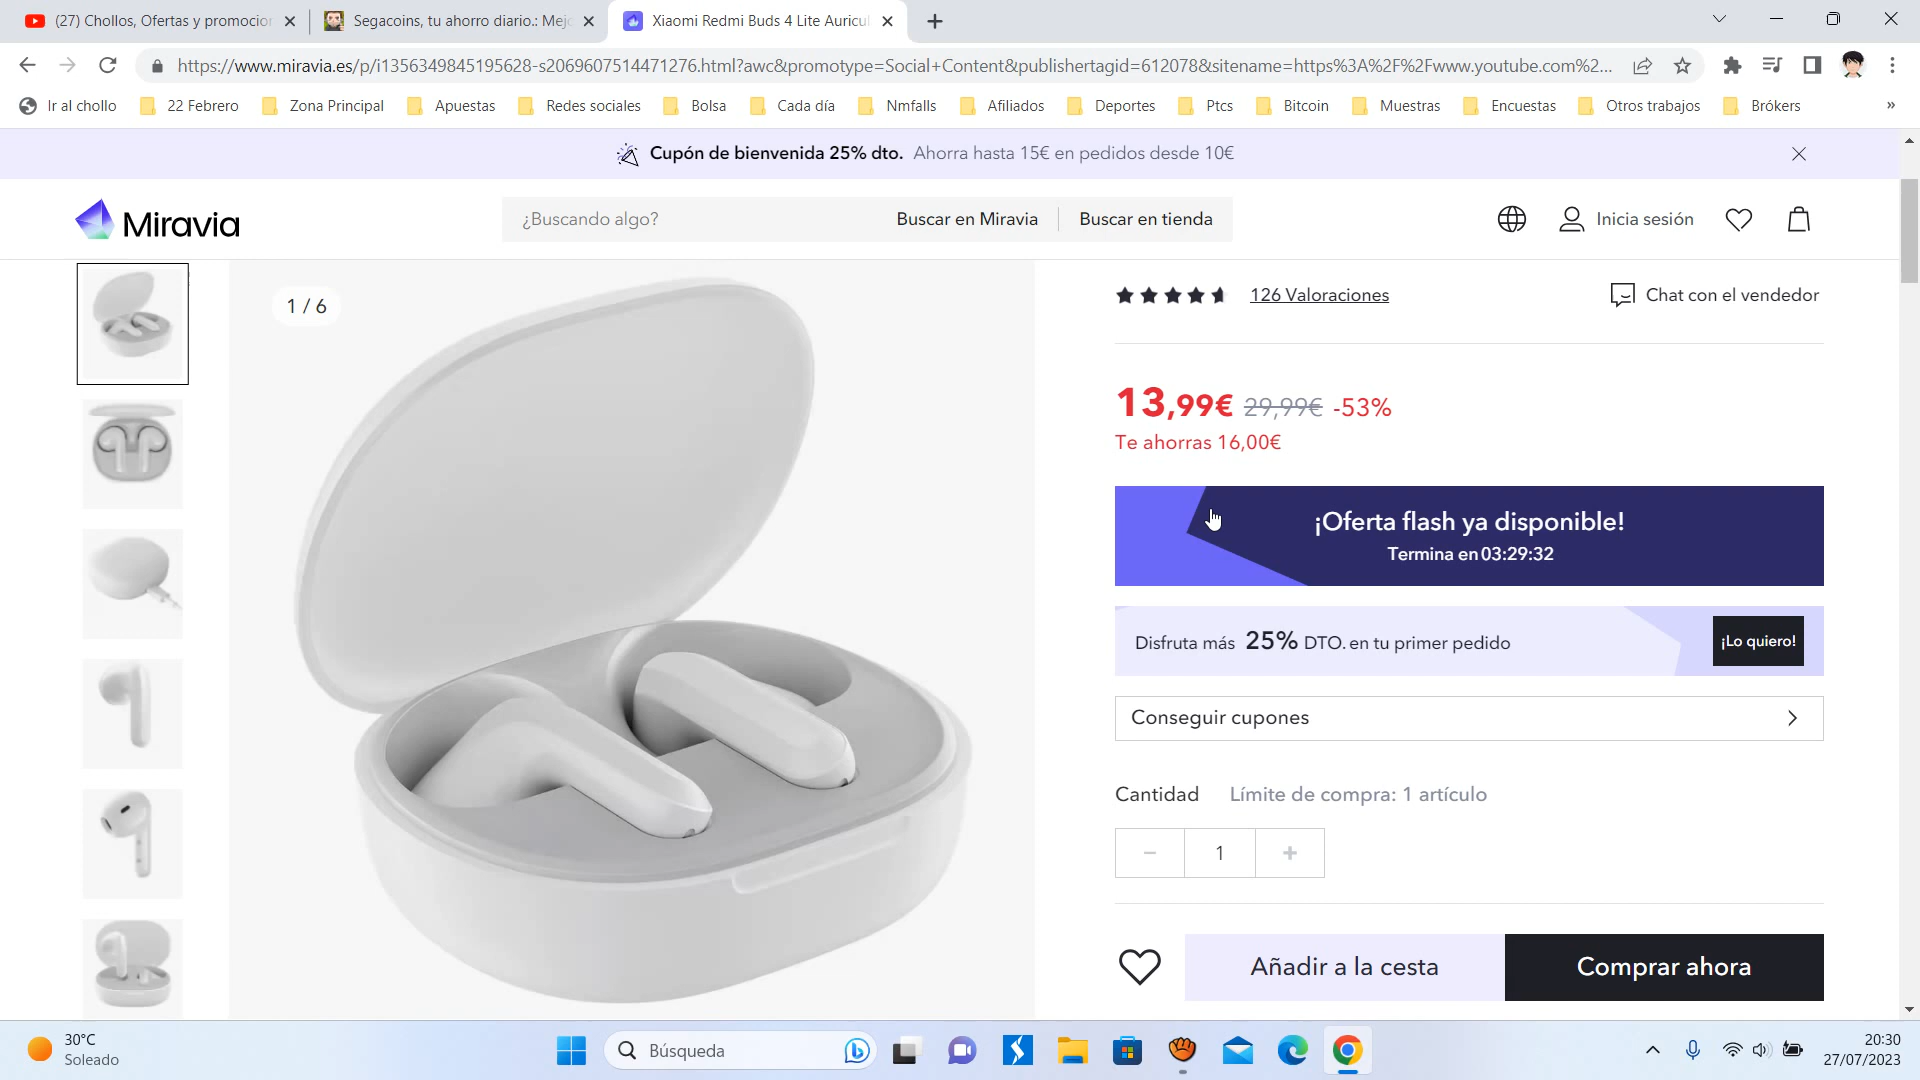 (27) Chollos, Ofertas y promocion
Segacoins, tu ahorro diario.: Mejo
Xiaomi Redmi Buds 4 Lite Auricul
https://www.miravia.es/p/i1356349845195628-s2069607514471276.html?awc&promotype=Social+Content&publishertagid=612078&sitename=https%3A%2F%2Fwww.youtube.com%2...
Ir al chollo
22 Febrero
Zona Principal
Apuestas
Redes sociales
Bolsa
Cada día
Nmfalls
Afiliados
Deportes
Ptcs
Bitcoin
Muestras
Encuestas
Otros trabajos
Brókers
»
Cupón de bienvenida 25% dto. Ahorra hasta 15€ en pedidos desde 10€
Miravia
¿Buscando algo?
Buscar en Miravia
Buscar en tienda
Inicia sesión
1 / 6
126 Valoraciones
Chat con el vendedor
13,99€ 29,99€ -53%
Te ahorras 16,00€
¡Oferta flash ya disponible!
Termina en 03:29:32
Disfruta más 25% DTO. en tu primer pedido
¡Lo quiero!
Conseguir cupones
Cantidad
Límite de compra: 1 artículo
− 1 +
Añadir a la cesta
Comprar ahora
30°C
Soleado
Búsqueda
20:30
27/07/2023